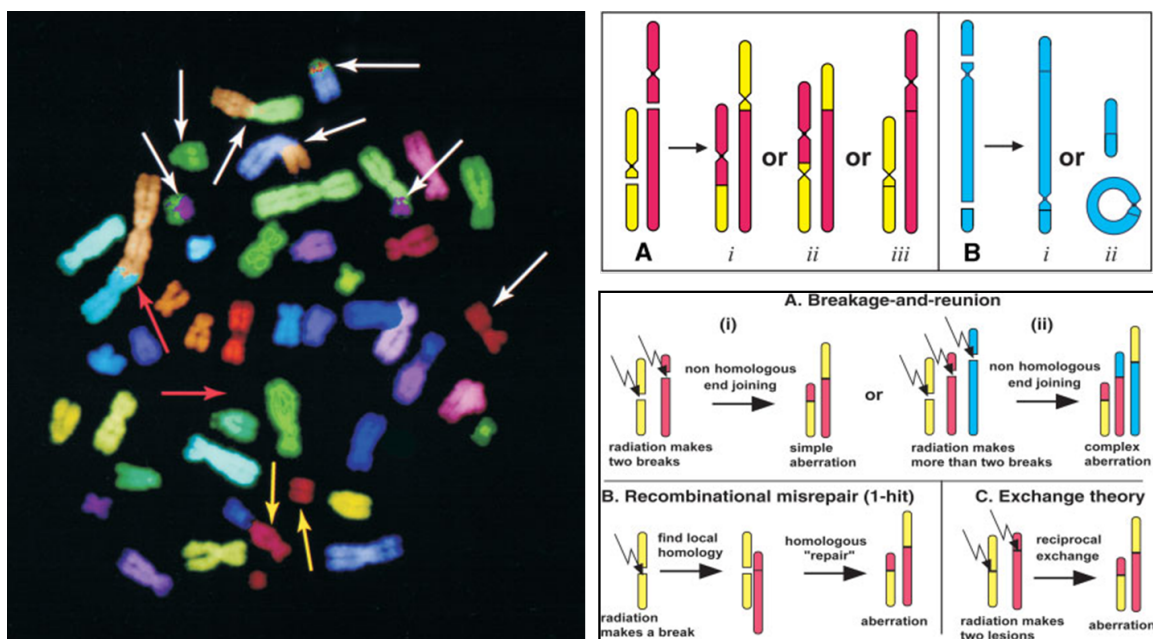 or
or
or
A
i
ii
iii
B
i
ii
A. Breakage-and-reunion
(i)
(ii)
non homologous
end joining
or
non homologous
end joining
radiation makes
two breaks
simple
aberration
radiation makes
more than two breaks
complex
aberration
B. Recombinational misrepair (1-hit)
find local
homology
homologous
"repair"
radiation
makes a break
aberration
C. Exchange theory
reciprocal
exchange
radiation makes
two lesions
aberration